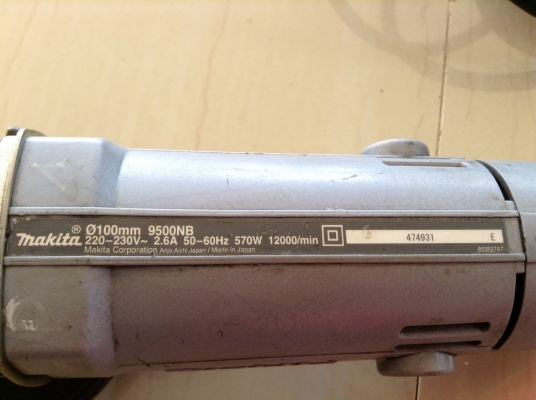 makita® Ø100mm 9500NB
220-230V~ 2.6A 50-60Hz 570W 12000/min
Makita Corporation Anjo, Aichi, Japan / Made in Japan
474931 E
853527A7